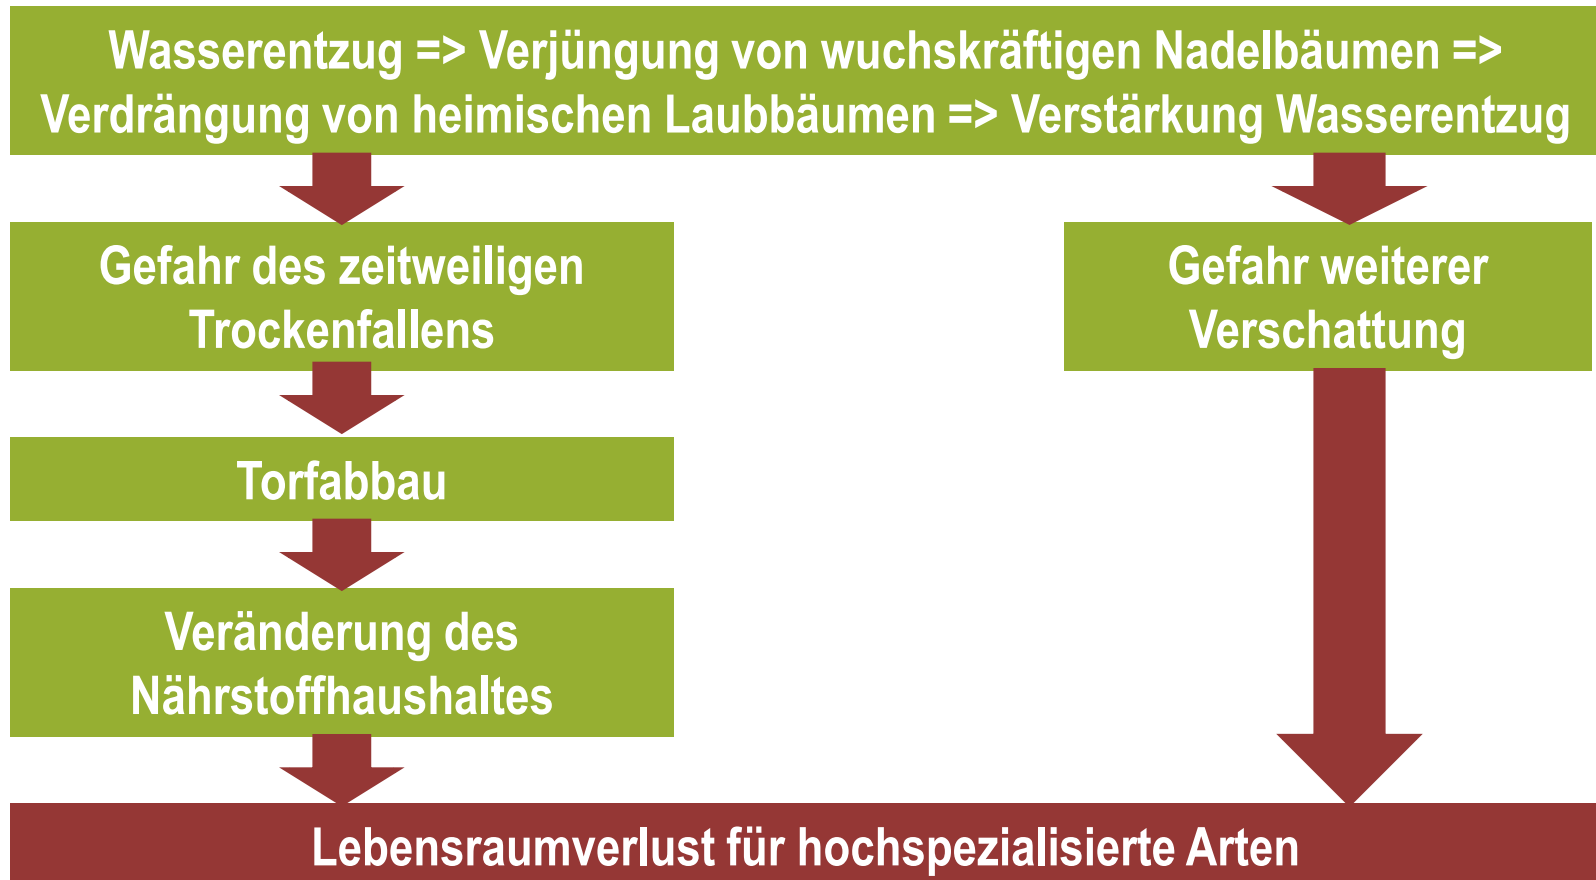 Wasserentzug => Verjüngung von wuchskräftigen Nadelbäumen =>
Verdrängung von heimischen Laubbäumen => Verstärkung Wasserentzug
Gefahr des zeitweiligen
Trockenfallens
Gefahr weiterer
Verschattung
Torfabbau
Veränderung des
Nährstoffhaushaltes
Lebensraumverlust für hochspezialisierte Arten